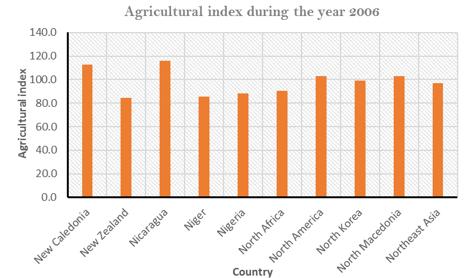 Agricultural index during the year 2006
140.0
120.0
100.0
80.0
60.0
40.0
20.0
0.0
Agricultural index
New Caledonia
New Zealand
Nicaragua
Niger
Nigeria
North Africa
North America
North Korea
North Macedonia
Northeast Asia
Country